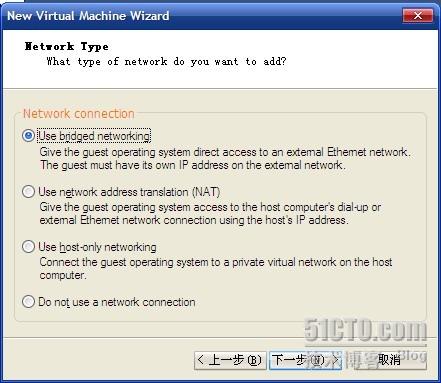 New Virtual Machine Wizard
Network Type
What type of network do you want to add?
Network connection
Use bridged networking
Give the guest operating system direct access to an external Ethernet network.
The guest must have its own IP address on the external network.
Use network address translation (NAT)
Give the guest operating system access to the host computer's dial-up or
external Ethernet network connection using the host's IP address.
Use host-only networking
Connect the guest operating system to a private virtual network on the host
computer.
Do not use a network connection
51CTO.com
< 上一步(B) 下一步(N) > 取消
技术博客 Blog